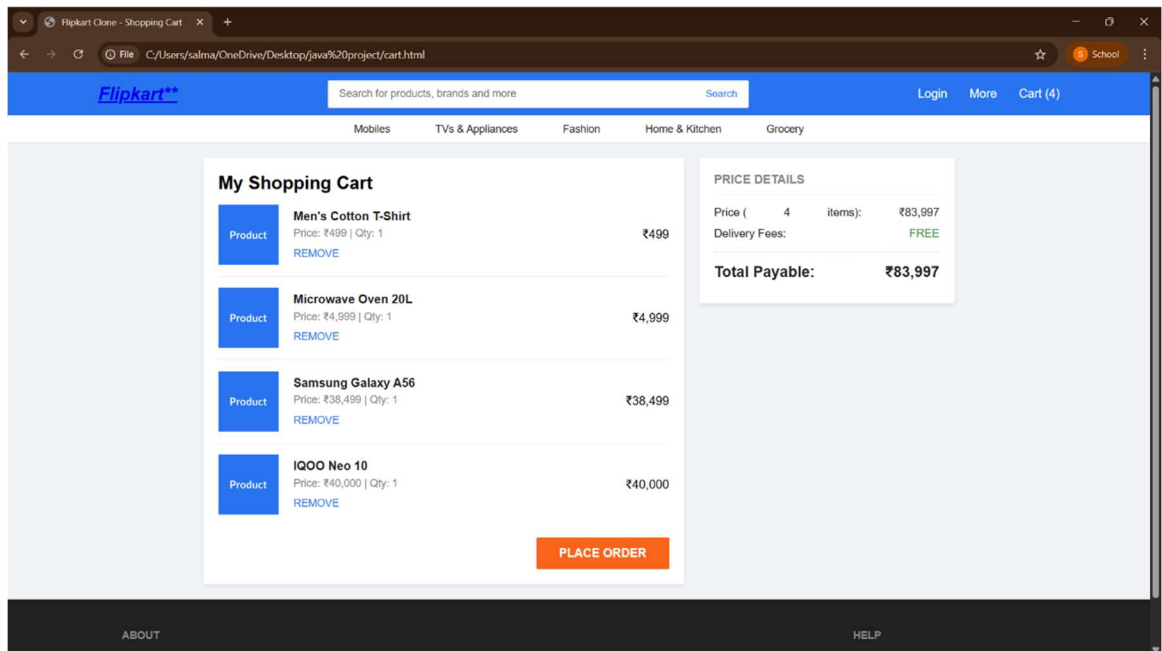 Flipkart Clone - Shopping Cart
File C:/Users/salma/OneDrive/Desktop/java%20project/cart.html
S School
Flipkart**
Search for products, brands and more Search
Login More Cart (4)
Mobiles TVs & Appliances Fashion Home & Kitchen Grocery
My Shopping Cart
Product
Men's Cotton T-Shirt
Price: ₹499 | Qty: 1
REMOVE
₹499
Product
Microwave Oven 20L
Price: ₹4,999 | Qty: 1
REMOVE
₹4,999
Product
Samsung Galaxy A56
Price: ₹38,499 | Qty: 1
REMOVE
₹38,499
Product
IQOO Neo 10
Price: ₹40,000 | Qty: 1
REMOVE
₹40,000
PLACE ORDER
PRICE DETAILS
Price ( 4 items): ₹83,997
Delivery Fees: FREE
Total Payable: ₹83,997
ABOUT
HELP